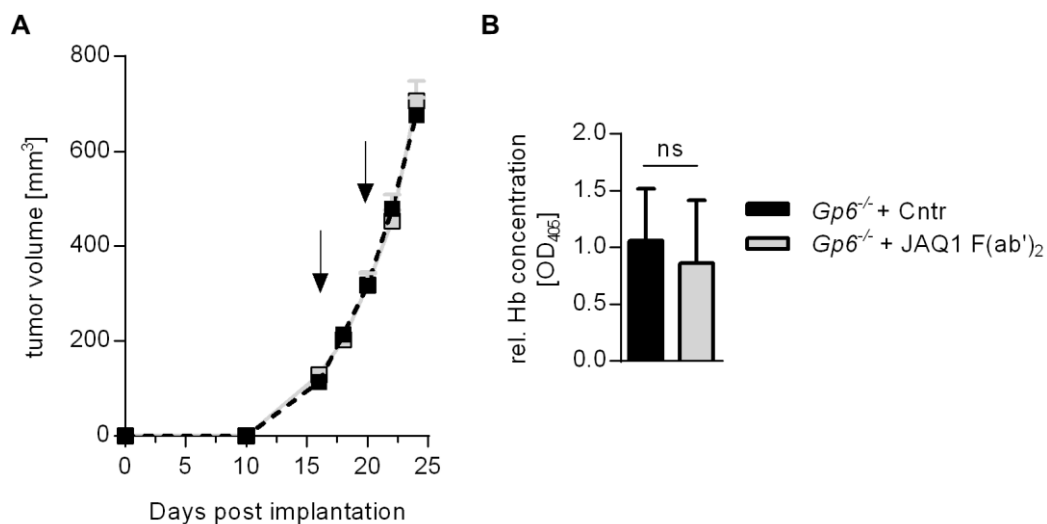 A
tumor volume [mm³]
800
600
400
200
0
0 5 10 15 20 25
Days post implantation
B
rel. Hb concentration
[OD₄₀₅]
2.0
1.5
1.0
0.5
0.0
ns
Gp6⁻/⁻ + Cntr
Gp6⁻/⁻ + JAQ1 F(ab')₂